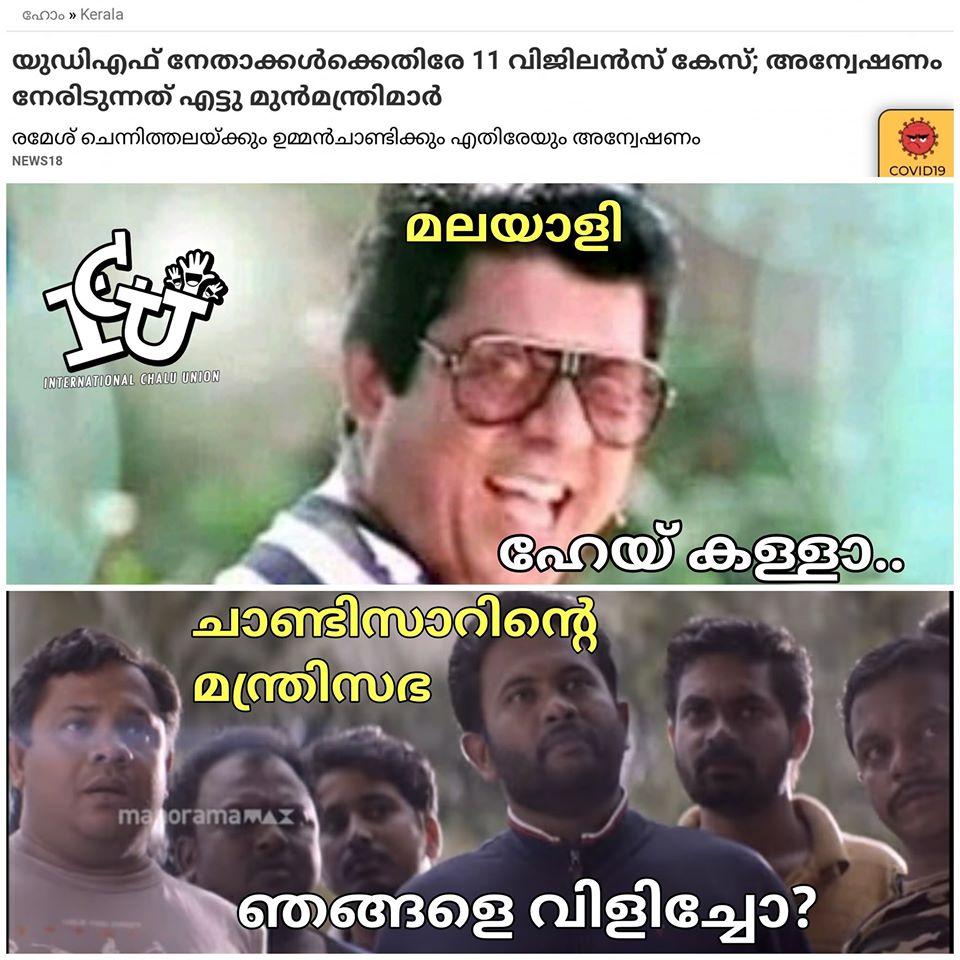 ഹോം » Kerala
യുഡിഎഫ് നേതാക്കൾക്കെതിരേ 11 വിജിലൻസ് കേസ്; അന്വേഷണം
നേരിടുന്നത് എട്ടു മുൻമന്ത്രിമാർ
രമേശ് ചെന്നിത്തലയ്ക്കും ഉമ്മൻചാണ്ടിക്കും എതിരേയും അന്വേഷണം
NEWS18
COVID19
മലയാളി
ICU
INTERNATIONAL CHALU UNION
ഹേയ് കള്ളാ..
ചാണ്ടിസാറിന്റെ
മന്ത്രിസഭ
manoramaMAX
ഞങ്ങളെ വിളിച്ചോ?